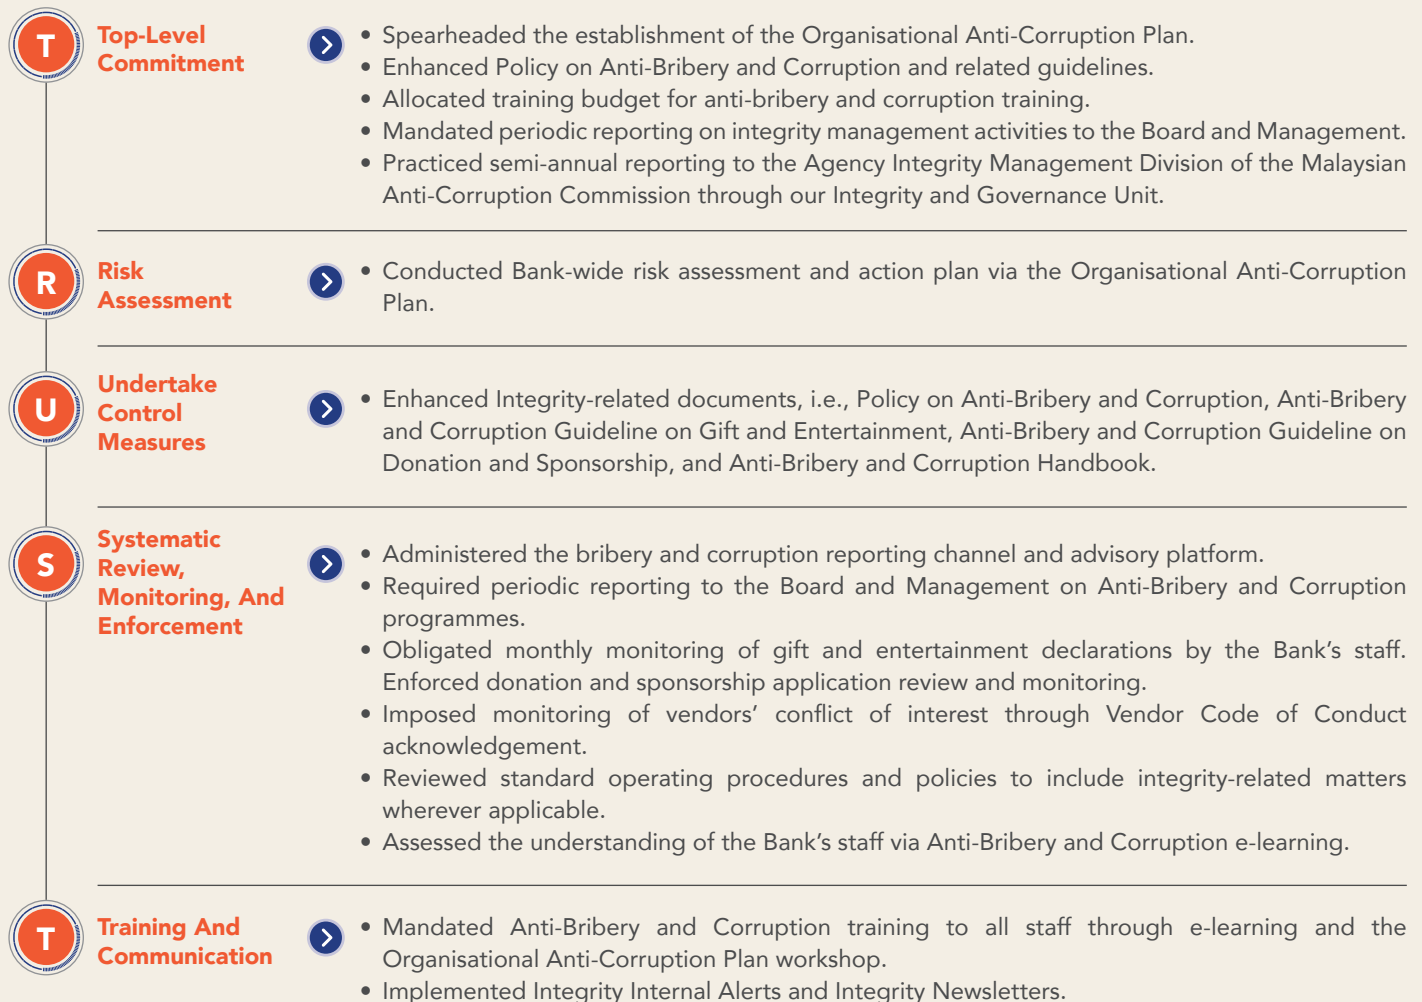 T
Top-Level
Commitment
• Spearheaded the establishment of the Organisational Anti-Corruption Plan.
• Enhanced Policy on Anti-Bribery and Corruption and related guidelines.
• Allocated training budget for anti-bribery and corruption training.
• Mandated periodic reporting on integrity management activities to the Board and Management.
• Practiced semi-annual reporting to the Agency Integrity Management Division of the Malaysian
Anti-Corruption Commission through our Integrity and Governance Unit.
R
Risk
Assessment
• Conducted Bank-wide risk assessment and action plan via the Organisational Anti-Corruption
Plan.
U
Undertake
Control
Measures
• Enhanced Integrity-related documents, i.e., Policy on Anti-Bribery and Corruption, Anti-Bribery
and Corruption Guideline on Gift and Entertainment, Anti-Bribery and Corruption Guideline on
Donation and Sponsorship, and Anti-Bribery and Corruption Handbook.
S
Systematic
Review,
Monitoring, And
Enforcement
• Administered the bribery and corruption reporting channel and advisory platform.
• Required periodic reporting to the Board and Management on Anti-Bribery and Corruption
programmes.
• Obligated monthly monitoring of gift and entertainment declarations by the Bank’s staff.
Enforced donation and sponsorship application review and monitoring.
• Imposed monitoring of vendors’ conflict of interest through Vendor Code of Conduct
acknowledgement.
• Reviewed standard operating procedures and policies to include integrity-related matters
wherever applicable.
• Assessed the understanding of the Bank’s staff via Anti-Bribery and Corruption e-learning.
T
Training And
Communication
• Mandated Anti-Bribery and Corruption training to all staff through e-learning and the
Organisational Anti-Corruption Plan workshop.
• Implemented Integrity Internal Alerts and Integrity Newsletters.